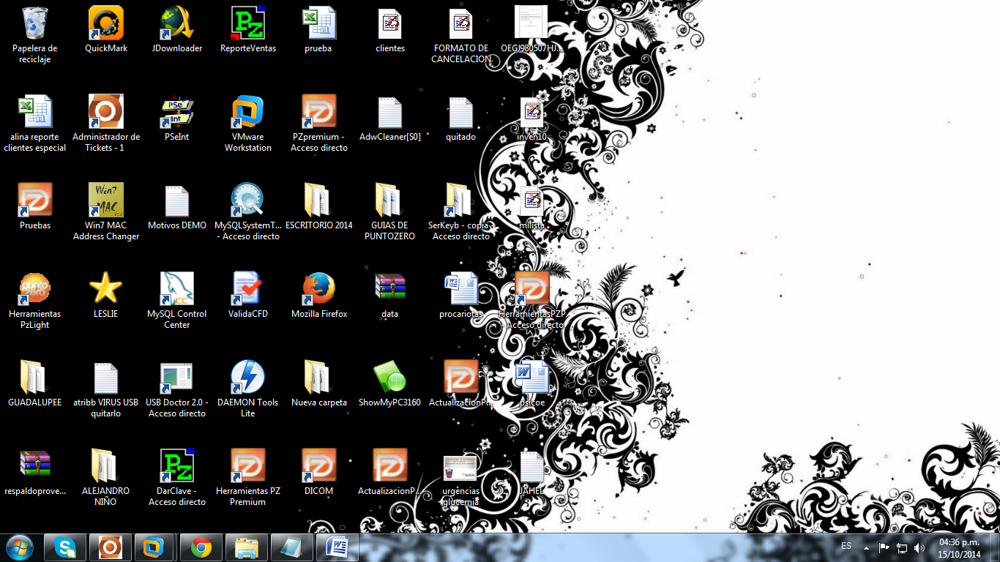 Papelera de
reciclaje
QuickMark
JDownloader
ReporteVentas
prueba
clientes
FORMATO DE
CANCELACION
OEGJ980507HJ...
alina reporte
clientes especial
Administrador de
Tickets - 1
PSeInt
VMware
Workstation
PZpremium -
Acceso directo
AdwCleaner[S0]
quitado
inven10
Pruebas
Win7 MAC
Address Changer
Motivos DEMO
MySQLSystemT...
- Acceso directo
ESCRITORIO 2014
GUIAS DE
PUNTOZERO
SerKeyb - copia -
Acceso directo
milista
Herramientas
PzLight
LESLIE
MySQL Control
Center
ValidaCFD
Mozilla Firefox
data
procariotas
HerramientasPZP
- Acceso directo
GUADALUPEE
atribb VIRUS USB
quitarlo
USB Doctor 2.0 -
Acceso directo
DAEMON Tools
Lite
Nueva carpeta
ShowMyPC3160
ActualizacionP...
psicoe
respaldoprove...
ALEJANDRO
NIÑO
DarClave -
Acceso directo
Herramientas PZ
Premium
DICOM
ActualizacionP...
urgencias
glucemia
JAHEL
ES
04:36 p.m.
15/10/2014